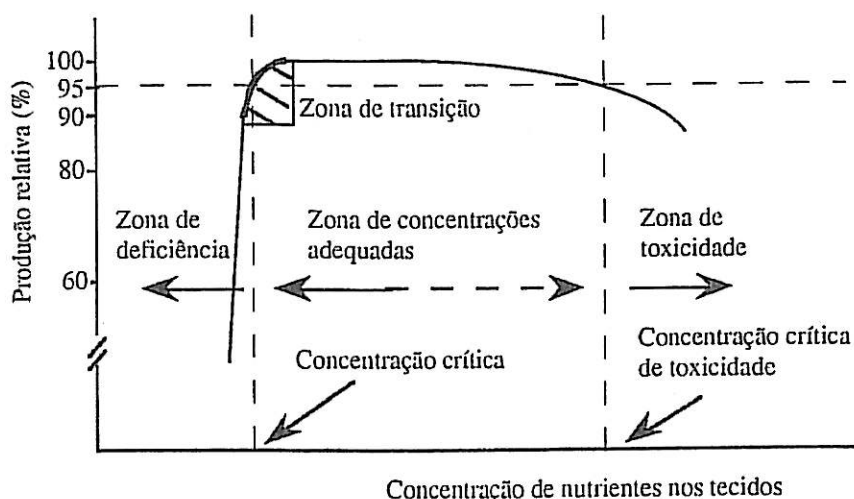 Produção relativa (%)
100
95
90
80
60
Zona de transição
Zona de
deficiência
Zona de concentrações
adequadas
Zona de
toxicidade
Concentração crítica
Concentração crítica
de toxicidade
Concentração de nutrientes nos tecidos